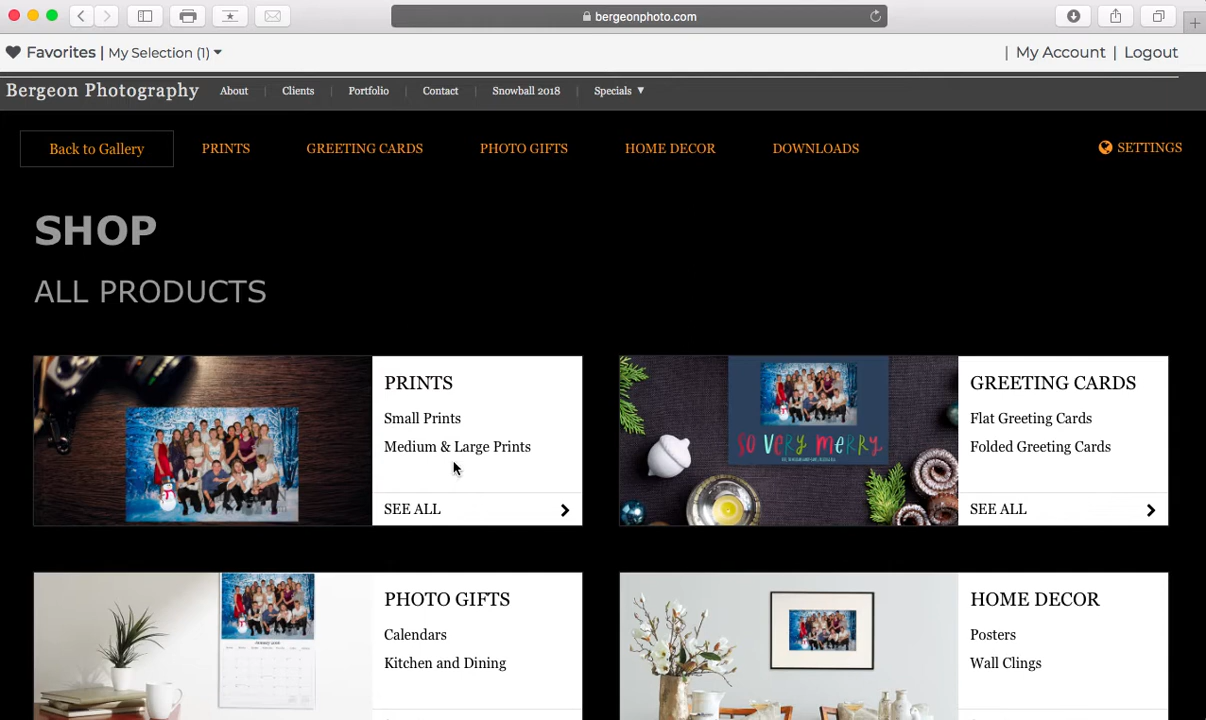 bergeonphoto.com
Favorites | My Selection (1)
| My Account | Logout
Bergeon Photography
About | Clients | Portfolio | Contact | Snowball 2018 | Specials ▼
Back to Gallery
PRINTS
GREETING CARDS
PHOTO GIFTS
HOME DECOR
DOWNLOADS
SETTINGS
SHOP
ALL PRODUCTS
PRINTS
Small Prints
Medium & Large Prints
SEE ALL
SO VERY MERRY
GREETING CARDS
Flat Greeting Cards
Folded Greeting Cards
SEE ALL
PHOTO GIFTS
Calendars
Kitchen and Dining
HOME DECOR
Posters
Wall Clings